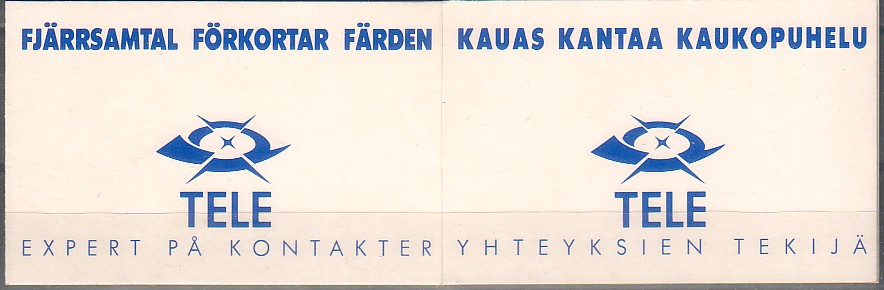 FJÄRRSAMTAL FÖRKORTAR FÄRDEN
TELE
EXPERT PÅ KONTAKTER
KAUAS KANTAA KAUKOPUHELU
TELE
YHTEYKSIEN TEKIJÄ